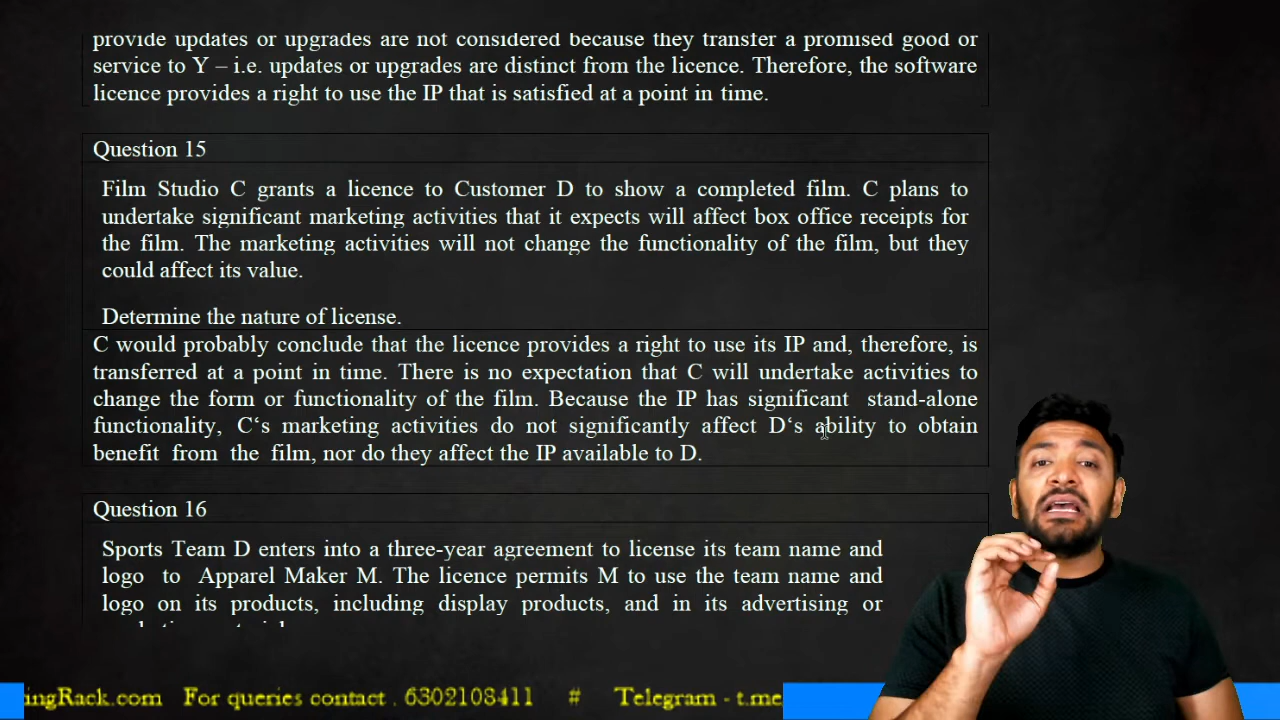 provide updates or upgrades are not considered because they transfer a promised good or
service to Y – i.e. updates or upgrades are distinct from the licence. Therefore, the software
licence provides a right to use the IP that is satisfied at a point in time.
Question 15
Film Studio C grants a licence to Customer D to show a completed film. C plans to
undertake significant marketing activities that it expects will affect box office receipts for
the film. The marketing activities will not change the functionality of the film, but they
could affect its value.
Determine the nature of license.
C would probably conclude that the licence provides a right to use its IP and, therefore, is
transferred at a point in time. There is no expectation that C will undertake activities to
change the form or functionality of the film. Because the IP has significant stand-alone
functionality, C‘s marketing activities do not significantly affect D‘s ability to obtain
benefit from the film, nor do they affect the IP available to D.
Question 16
Sports Team D enters into a three-year agreement to license its team name and
logo to Apparel Maker M. The licence permits M to use the team name and
logo on its products, including display products, and in its advertising or
ingRack.com For queries contact . 6302108411 # Telegram - t.me